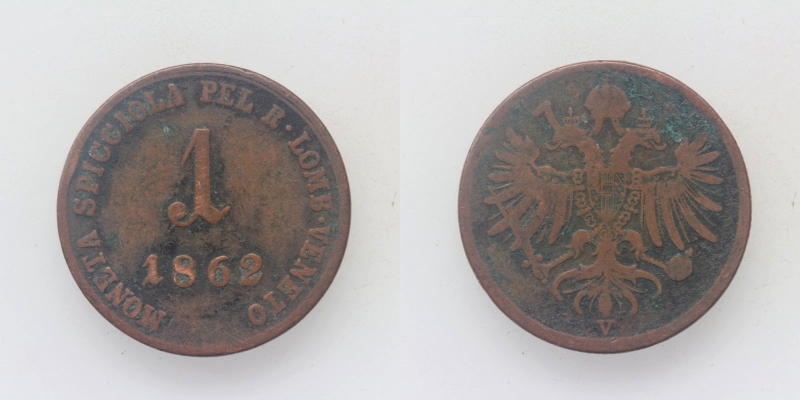 MONETA SPICCIOLA PEL R. LOMB. VENETO
1
1862
V